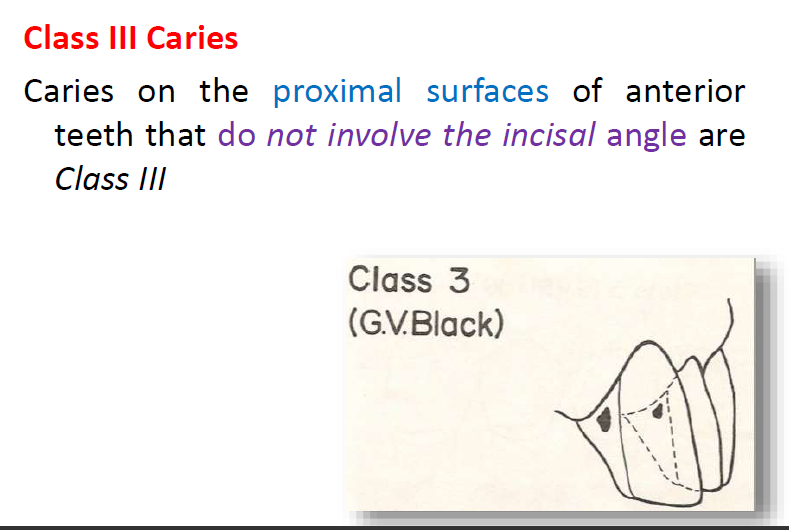 Class III Caries
Caries on the proximal surfaces of anterior
teeth that do not involve the incisal angle are
Class III
Class 3
(G.V.Black)